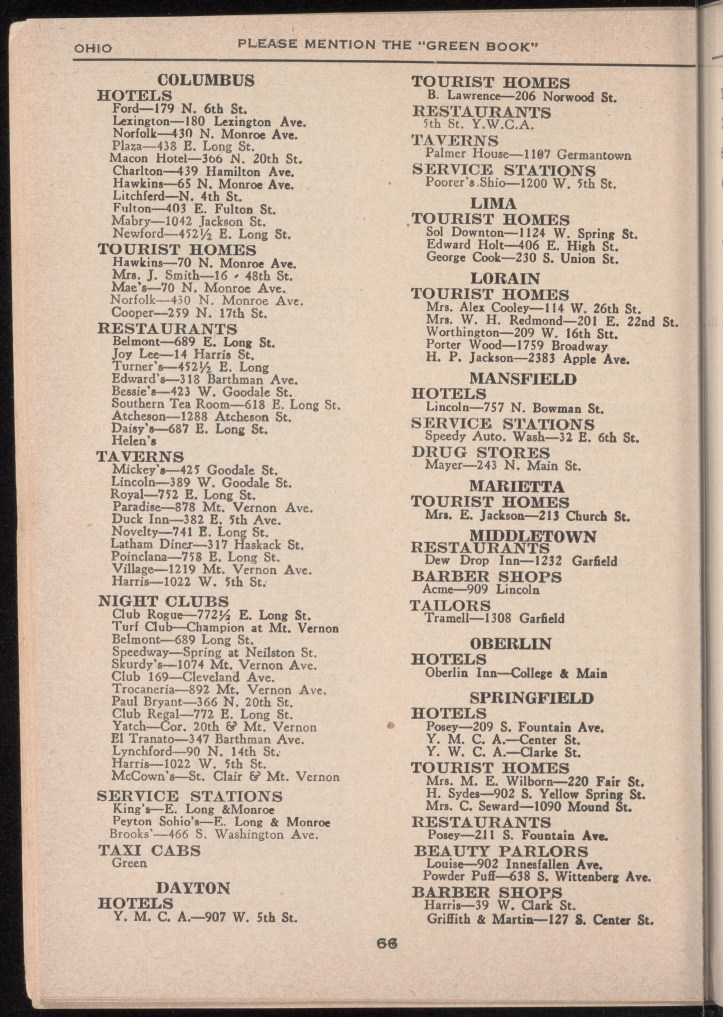 OHIO
PLEASE MENTION THE "GREEN BOOK"
COLUMBUS
HOTELS
Ford—179 N. 6th St.
Lexington—180 Lexington Ave.
Norfolk—430 N. Monroe Ave.
Plaza—438 E. Long St.
Macon Hotel—366 N. 20th St.
Charlton—439 Hamilton Ave.
Hawkins—65 N. Monroe Ave.
Litchferd—N. 4th St.
Fulton—403 E. Fulton St.
Mabry—1042 Jackson St.
Newford—452½ E. Long St.
TOURIST HOMES
Hawkins—70 N. Monroe Ave.
Mrs. J. Smith—16 - 48th St.
Mae's—70 N. Monroe Ave.
Norfolk—430 N. Monroe Ave.
Cooper—259 N. 17th St.
RESTAURANTS
Belmont—689 E. Long St.
Joy Lee—14 Harris St.
Turner's—452½ E. Long
Edward's—318 Barthman Ave.
Bessie's—423 W. Goodale St.
Southern Tea Room—618 E. Long St.
Atcheson—1288 Atcheson St.
Daisy's—687 E. Long St.
Helen's
TAVERNS
Mickey's—425 Goodale St.
Lincoln—389 W. Goodale St.
Royal—752 E. Long St.
Paradise—878 Mt. Vernon Ave.
Duck Inn—382 E. 5th Ave.
Novelty—741 E. Long St.
Latham Diner—317 Haskack St.
Poinclana—758 E. Long St.
Village—1219 Mt. Vernon Ave.
Harris—1022 W. 5th St.
NIGHT CLUBS
Club Rogue—772½ E. Long St.
Turf Club—Champion at Mt. Vernon
Belmont—689 Long St.
Speedway—Spring at Neilston St.
Skurdy's—1074 Mt. Vernon Ave.
Club 169—Cleveland Ave.
Trocaneria—892 Mt. Vernon Ave.
Paul Bryant—366 N. 20th St.
Club Regal—772 E. Long St.
Yatch—Cor. 20th & Mt. Vernon
El Tranato—347 Barthman Ave.
Lynchford—90 N. 14th St.
Harris—1022 W. 5th St.
McCown's—St. Clair & Mt. Vernon
SERVICE STATIONS
King's—E. Long &Monroe
Peyton Sohio's—E. Long & Monroe
Brooks'—466 S. Washington Ave.
TAXI CABS
Green
DAYTON
HOTELS
Y. M. C. A.—907 W. 5th St.
TOURIST HOMES
B. Lawrence—206 Norwood St.
RESTAURANTS
5th St. Y.W.C.A.
TAVERNS
Palmer House—1107 Germantown
SERVICE STATIONS
Poorer's Shio—1200 W. 5th St.
LIMA
TOURIST HOMES
Sol Downton—1124 W. Spring St.
Edward Holt—406 E. High St.
George Cook—230 S. Union St.
LORAIN
TOURIST HOMES
Mrs. Alex Cooley—114 W. 26th St.
Mrs. W. H. Redmond—201 E. 22nd St.
Worthington—209 W. 16th Stt.
Porter Wood—1759 Broadway
H. P. Jackson—2383 Apple Ave.
MANSFIELD
HOTELS
Lincoln—757 N. Bowman St.
SERVICE STATIONS
Speedy Auto. Wash—32 E. 6th St.
DRUG STORES
Mayer—243 N. Main St.
MARIETTA
TOURIST HOMES
Mrs. E. Jackson—213 Church St.
MIDDLETOWN
RESTAURANTS
Dew Drop Inn—1232 Garfield
BARBER SHOPS
Acme—909 Lincoln
TAILORS
Tramell—1308 Garfield
OBERLIN
HOTELS
Oberlin Inn—College & Main
SPRINGFIELD
HOTELS
Posey—209 S. Fountain Ave.
Y. M. C. A.—Center St.
Y. W. C. A.—Clarke St.
TOURIST HOMES
Mrs. M. E. Wilborn—220 Fair St.
H. Sydes—902 S. Yellow Spring St.
Mrs. C. Seward—1090 Mound St.
RESTAURANTS
Posey—211 S. Fountain Ave.
BEAUTY PARLORS
Louise—902 Innesfallen Ave.
Powder Puff—638 S. Wittenberg Ave.
BARBER SHOPS
Harris—39 W. Clark St.
Griffith & Martin—127 S. Center St.
66